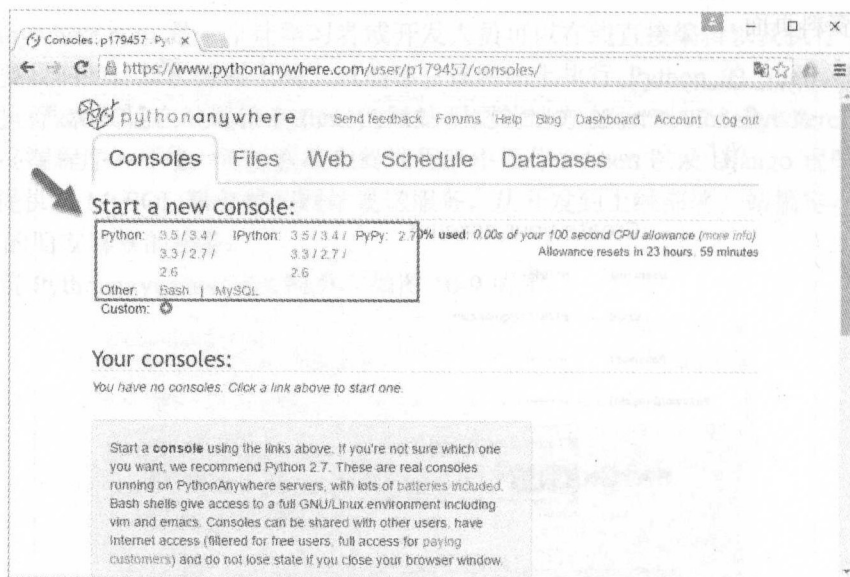 Consoles : p179457 : Pyt ×
https://www.pythonanywhere.com/user/p179457/consoles/
pythonanywhere
Send feedback Forums Help Blog Dashboard Account Log out
Consoles Files Web Schedule Databases
Start a new console:
Python: 3.5 / 3.4 / IPython: 3.5 / 3.4 / PyPy: 2.7 0% used: 0.00s of your 100 second CPU allowance (more info)
3.3 / 2.7 / 3.3 / 2.7 / Allowance resets in 23 hours, 59 minutes
2.6 2.6
Other: Bash | MySQL
Custom:
Your consoles:
You have no consoles. Click a link above to start one.
Start a console using the links above. If you're not sure which one
you want, we recommend Python 2.7. These are real consoles
running on PythonAnywhere servers, with lots of batteries included.
Bash shells give access to a full GNU/Linux environment including
vim and emacs. Consoles can be shared with other users, have
Internet access (filtered for free users, full access for paying
customers) and do not lose state if you close your browser window.